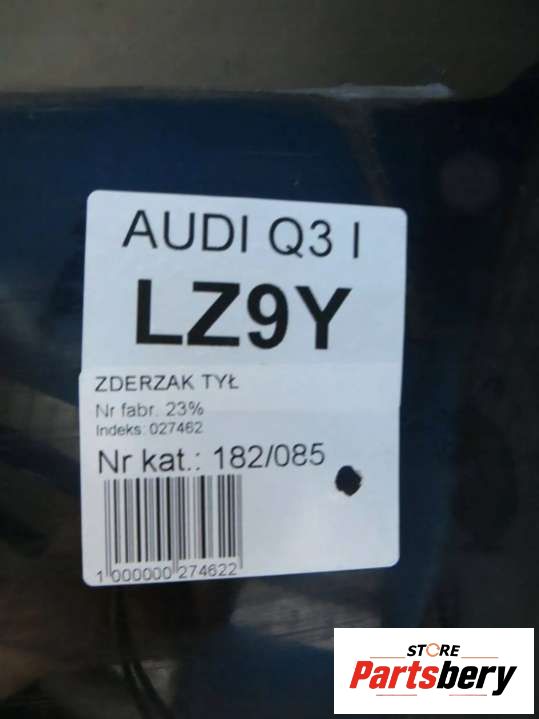 AUDI Q3 I
LZ9Y
ZDERZAK TYŁ
Nr fabr. 23%
Indeks: 027462
Nr kat.: 182/085
1 000000 274622
STORE
Partsbery